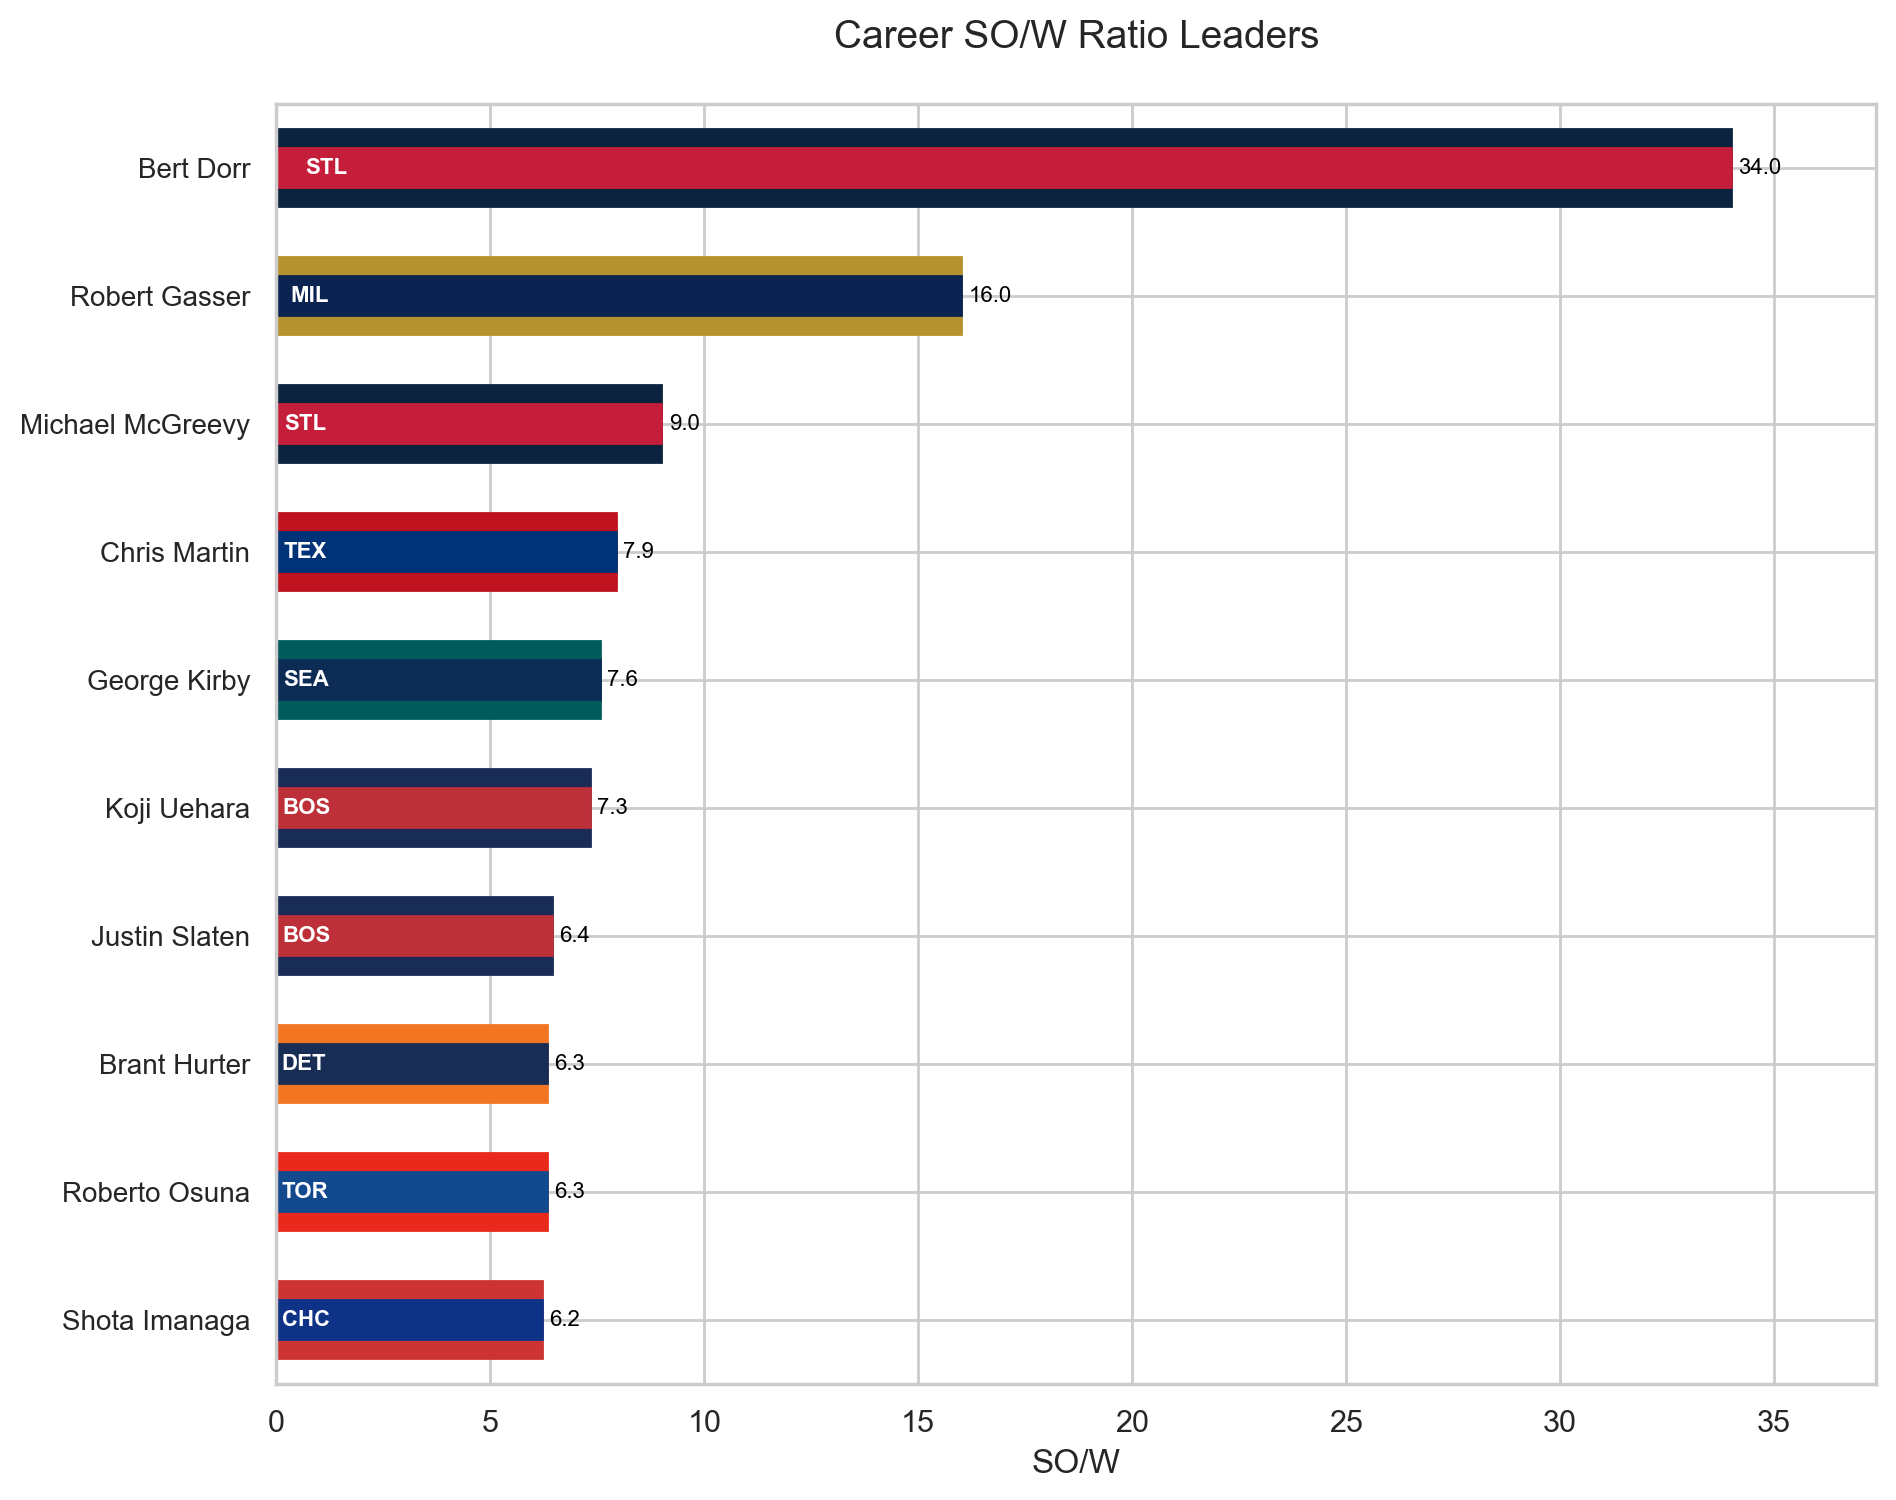 Career SO/W Ratio Leaders
Bert Dorr STL 34.0
Robert Gasser MIL 16.0
Michael McGreevy STL 9.0
Chris Martin TEX 7.9
George Kirby SEA 7.6
Koji Uehara BOS 7.3
Justin Slaten BOS 6.4
Brant Hurter DET 6.3
Roberto Osuna TOR 6.3
Shota Imanaga CHC 6.2
0 5 10 15 20 25 30 35
SO/W